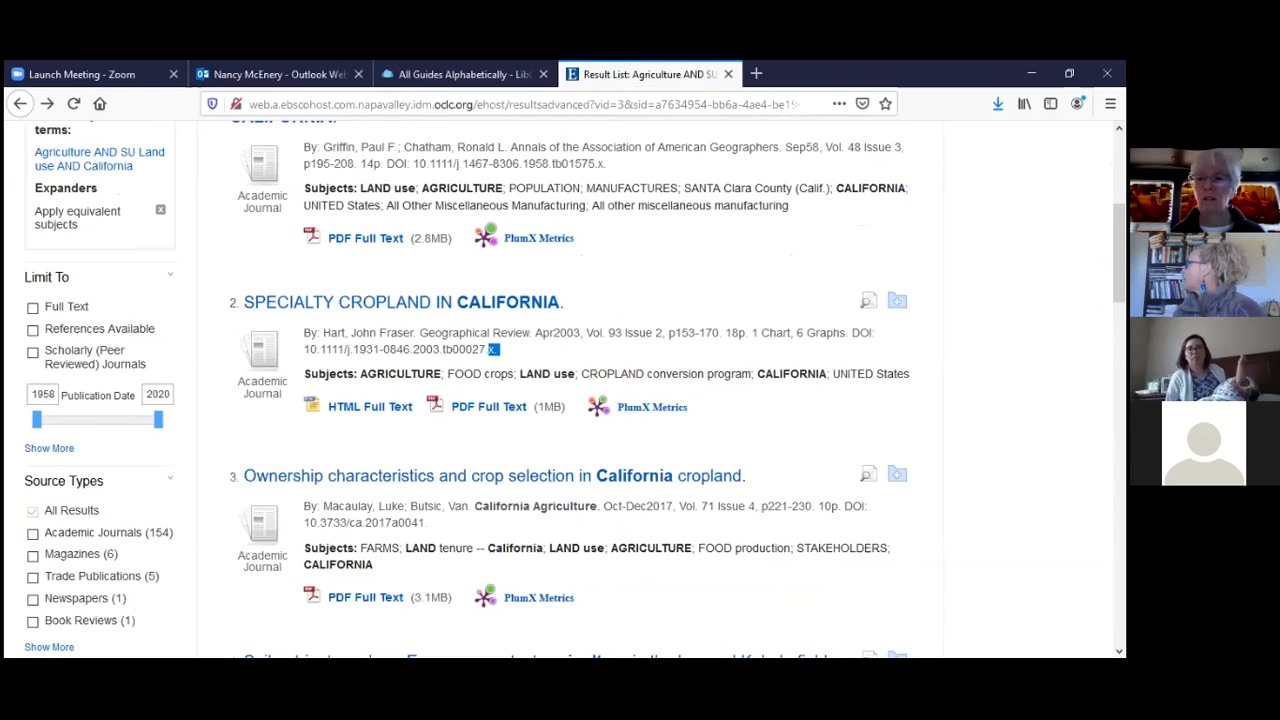 Launch Meeting - Zoom
Nancy McEnery - Outlook We
All Guides Alphabetically - Lib
E Result List: Agriculture AND SU
web.a.ebscohost.com.napavalley.idm.oclc.org/ehost/resultsadvanced?vid=3&sid=a7634954-bb6a-4ae4-be19
terms:
Agriculture AND SU Land
use AND California
Expanders
Apply equivalent
subjects
Limit To
Full Text
References Available
Scholarly (Peer
Reviewed) Journals
1958 Publication Date 2020
Show More
Source Types
All Results
Academic Journals (154)
Magazines (6)
Trade Publications (5)
Newspapers (1)
Book Reviews (1)
Show More
CALIFORNIA.
By: Griffin, Paul F.; Chatham, Ronald L. Annals of the Association of American Geographers. Sep58, Vol. 48 Issue 3,
p195-208. 14p. DOI: 10.1111/j.1467-8306.1958.tb01575.x.
Academic
Journal
Subjects: LAND use; AGRICULTURE; POPULATION; MANUFACTURES; SANTA Clara County (Calif.); CALIFORNIA;
UNITED States; All Other Miscellaneous Manufacturing; All other miscellaneous manufacturing
PDF Full Text (2.8MB) PlumX Metrics
2. SPECIALTY CROPLAND IN CALIFORNIA.
By: Hart, John Fraser. Geographical Review. Apr2003, Vol. 93 Issue 2, p153-170. 18p. 1 Chart, 6 Graphs. DOI:
10.1111/j.1931-0846.2003.tb00027.x.
Academic
Journal
Subjects: AGRICULTURE; FOOD crops; LAND use; CROPLAND conversion program; CALIFORNIA; UNITED States
HTML Full Text PDF Full Text (1MB) PlumX Metrics
3. Ownership characteristics and crop selection in California cropland.
By: Macaulay, Luke; Butsic, Van. California Agriculture. Oct-Dec2017, Vol. 71 Issue 4, p221-230. 10p. DOI:
10.3733/ca.2017a0041.
Academic
Journal
Subjects: FARMS; LAND tenure -- California; LAND use; AGRICULTURE; FOOD production; STAKEHOLDERS;
CALIFORNIA
PDF Full Text (3.1MB) PlumX Metrics